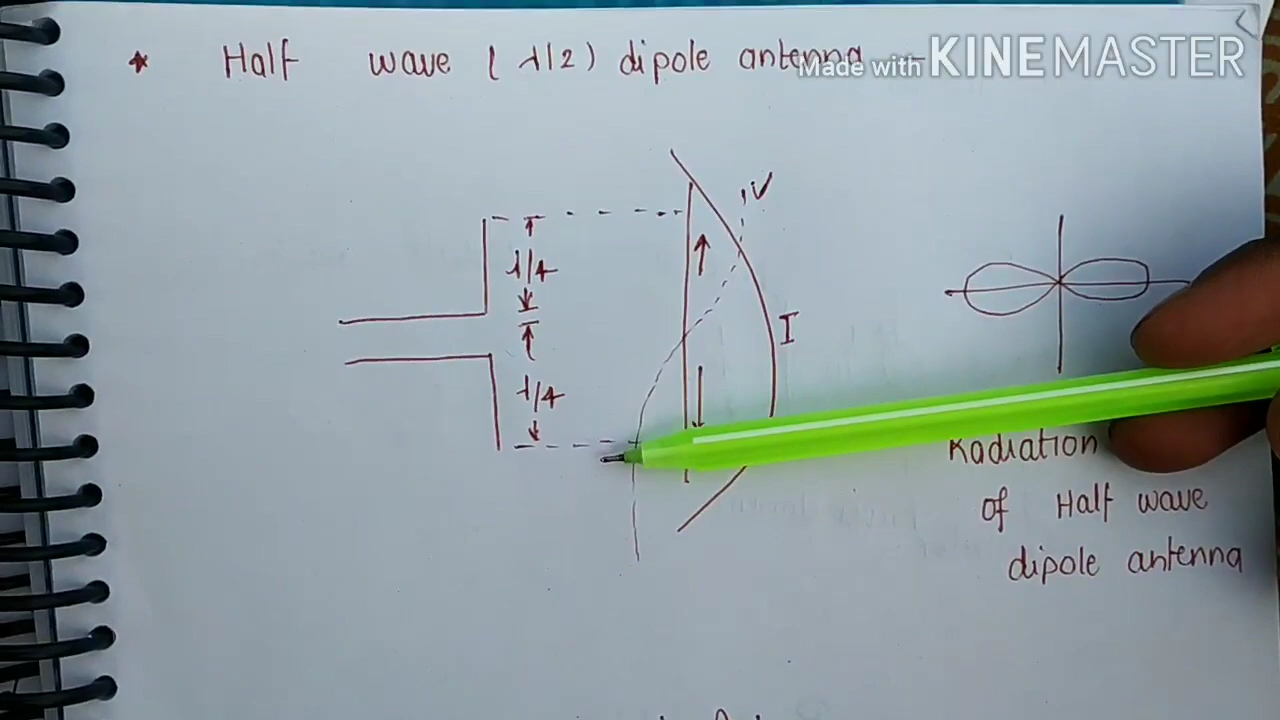 * Half wave (λ/2) dipole antenna -
Made with KINEMASTER
V
λ/4
I
λ/4
Radiation
of Half wave
dipole antenna